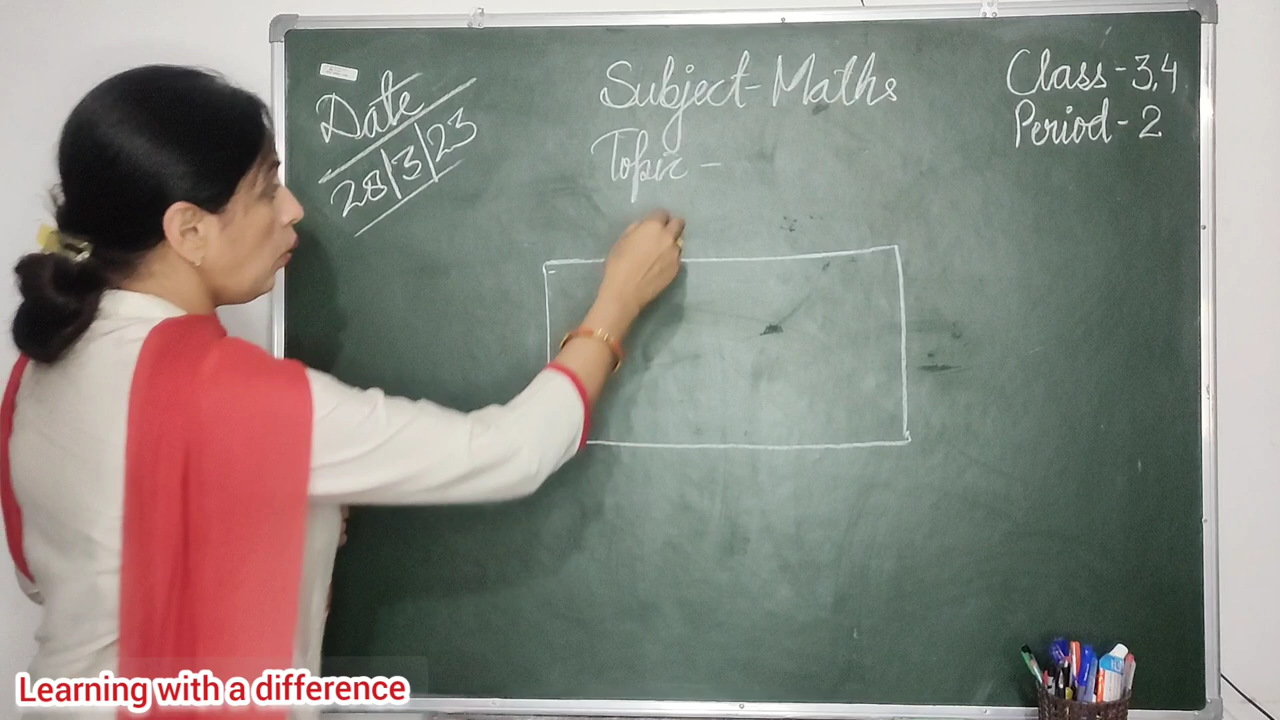 Date
28/3/23
Subject-Maths
Topic -
Class-3,4
Period-2
Learning with a difference